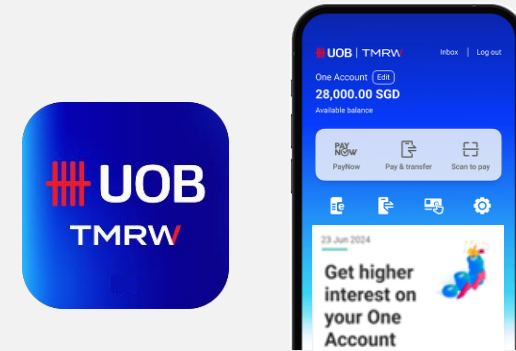 UOB
TMRW
UOB | TMRW
Inbox | Log out
One Account Edit
28,000.00 SGD
Available balance
PAY NOW
PayNow
Pay & transfer
Scan to pay
23 Jun 2024
Get higher
interest on
your One
Account